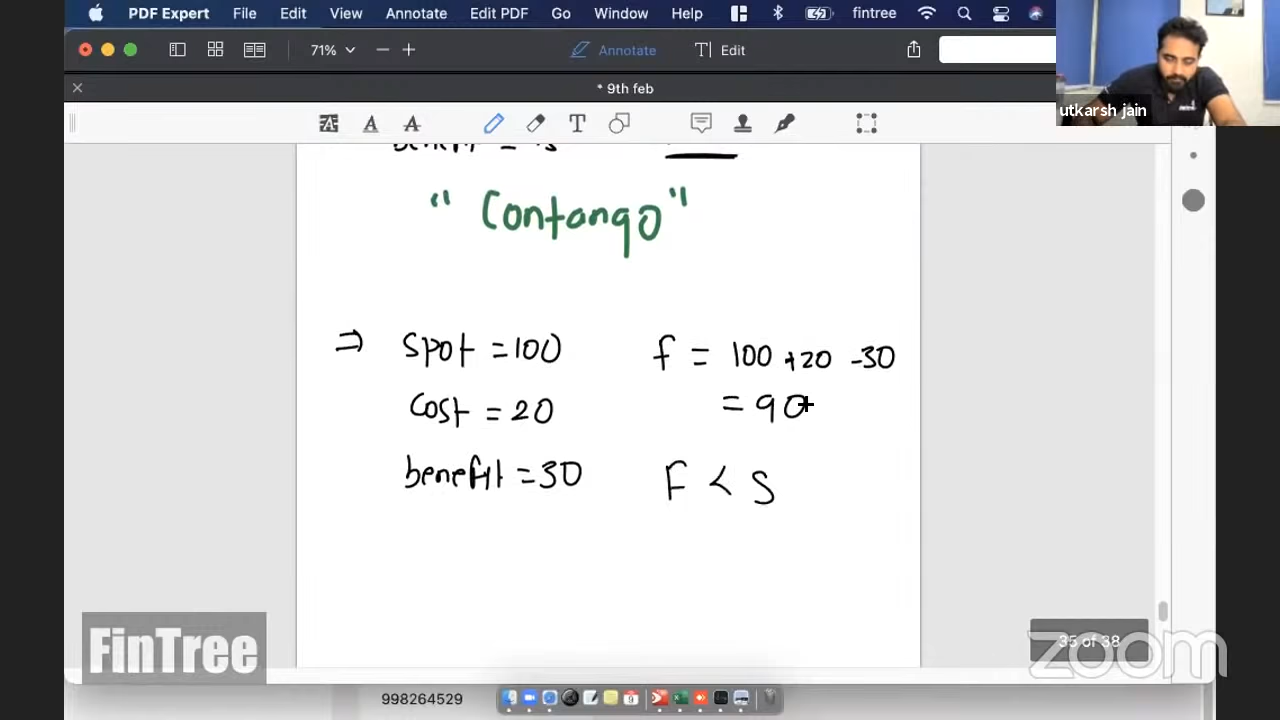 PDF Expert File Edit View Annotate Edit PDF Go Window Help fintree
71% Annotate Edit
* 9th feb
utkarsh jain
"Contango"
⇒ Spot = 100 f = 100 +20 -30
Cost = 20 = 90
benefit = 30 F < S
FinTree
35 of 38
zoom
998264529